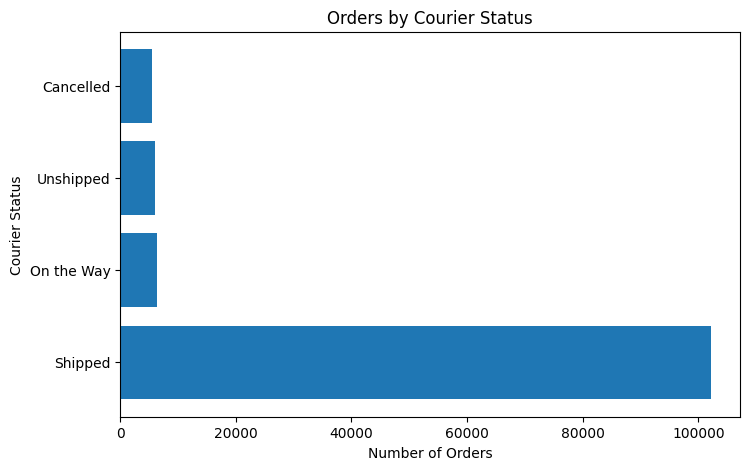 Orders by Courier Status
Cancelled
Unshipped
On the Way
Shipped
Courier Status
0 20000 40000 60000 80000 100000
Number of Orders